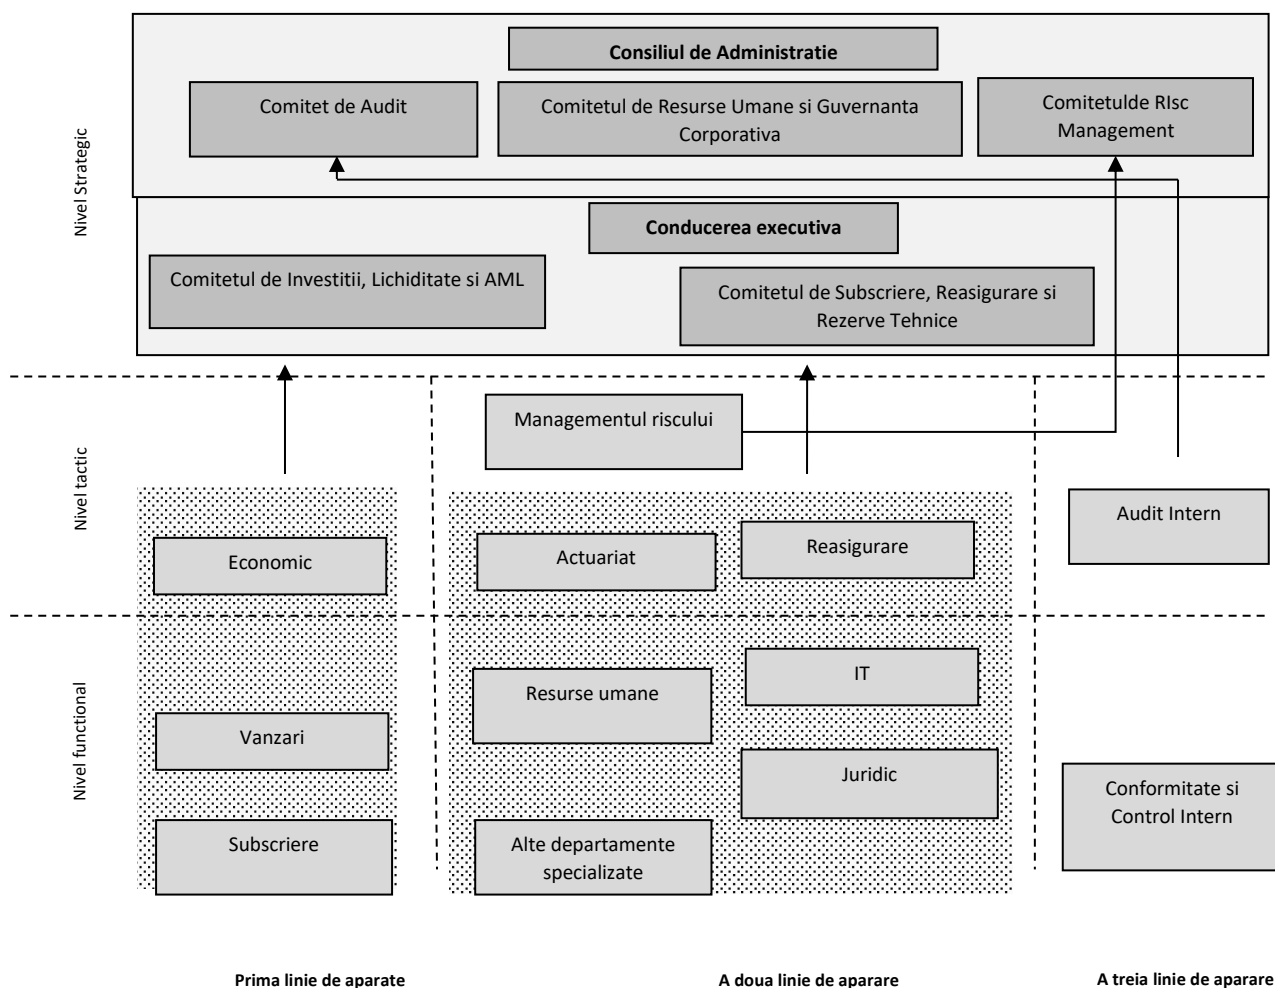 Consiliul de Administratie
Comitet de Audit
Comitetul de Resurse Umane si Guvernanta
Corporativa
Comitetulde RIsc
Management
Nivel Strategic
Conducerea executiva
Comitetul de Investitii, Lichiditate si AML
Comitetul de Subscriere, Reasigurare si
Rezerve Tehnice
Nivel tactic
Managementul riscului
Economic
Actuariat
Reasigurare
Audit Intern
Nivel functional
Vanzari
Subscriere
Resurse umane
IT
Juridic
Alte departamente
specializate
Conformitate si
Control Intern
Prima linie de aparate
A doua linie de aparare
A treia linie de aparare